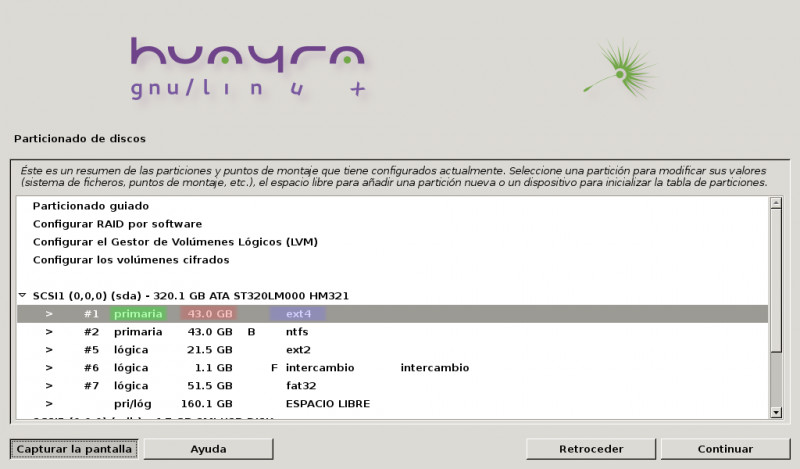 huayra
gnu/linux
Particionado de discos
Éste es un resumen de las particiones y puntos de montaje que tiene configurados actualmente. Seleccione una partición para modificar sus valores
(sistema de ficheros, puntos de montaje, etc.), el espacio libre para añadir una partición nueva o un dispositivo para inicializar la tabla de particiones.
Particionado guiado
Configurar RAID por software
Configurar el Gestor de Volúmenes Lógicos (LVM)
Configurar los volúmenes cifrados
SCSI1 (0,0,0) (sda) - 320.1 GB ATA ST320LM000 HM321
> #1 primaria 43.0 GB ext4
> #2 primaria 43.0 GB B ntfs
> #5 lógica 21.5 GB ext2
> #6 lógica 1.1 GB F intercambio intercambio
> #7 lógica 51.5 GB fat32
> pri/lóg 160.1 GB ESPACIO LIBRE
Capturar la pantalla Ayuda Retroceder Continuar